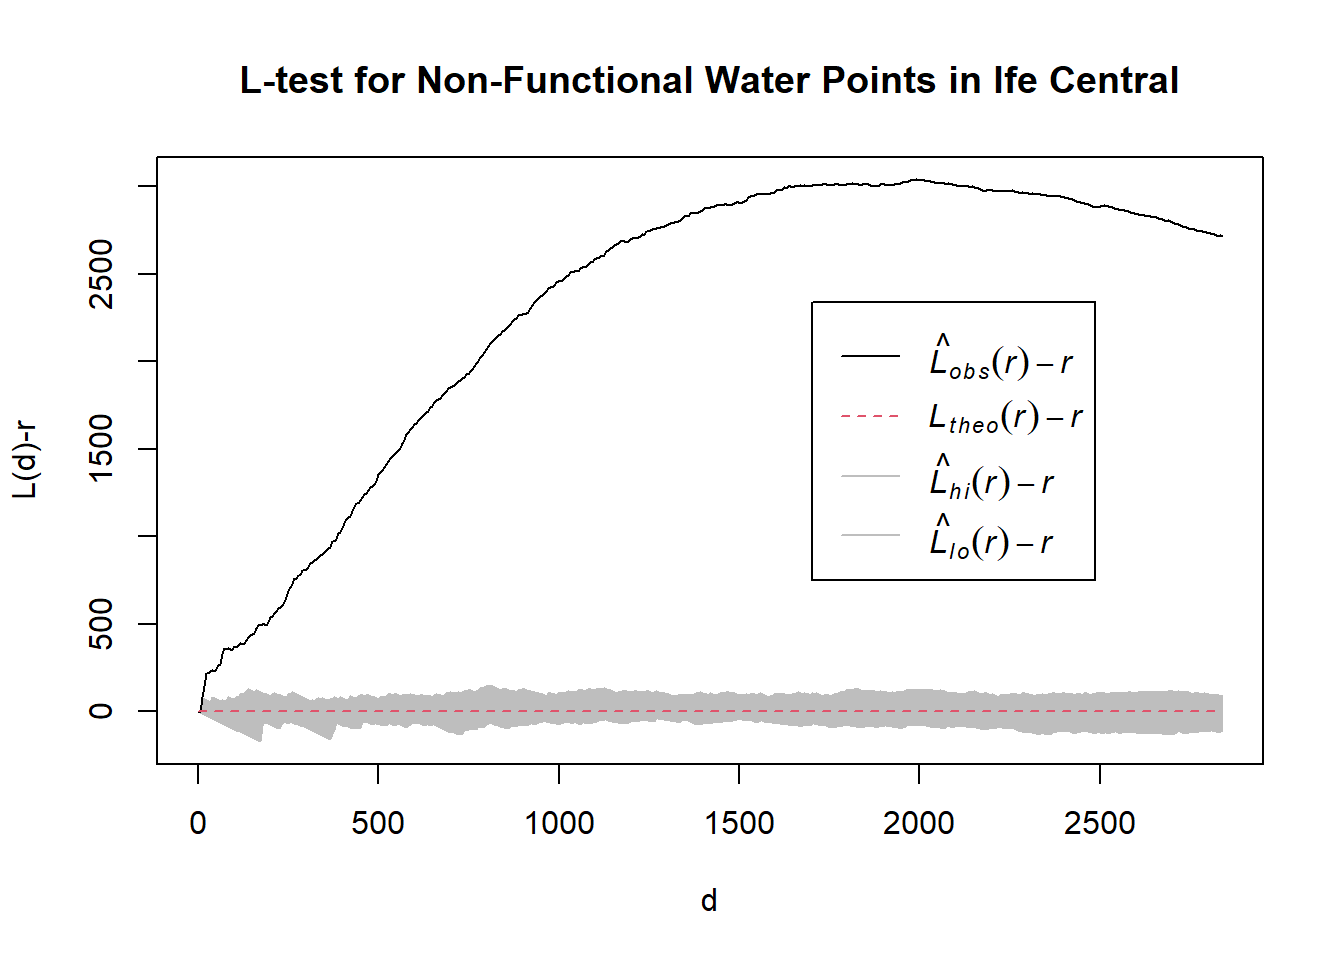 L-test for Non-Functional Water Points in Ife Central
L(d)-r
2500
1500
500
0
L̂obs(r) – r
Ltheo(r) – r
L̂hi(r) – r
L̂lo(r) – r
0 500 1000 1500 2000 2500
d